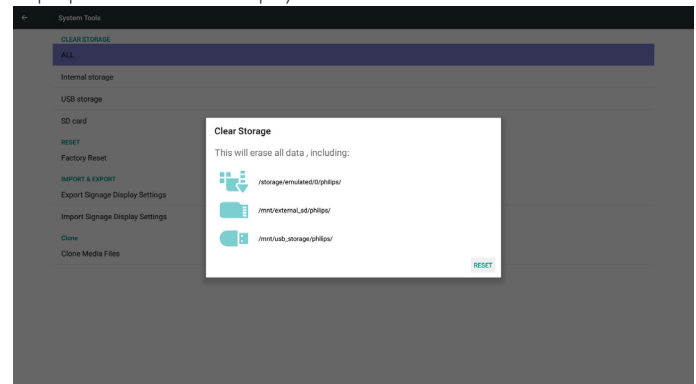 System Tools
CLEAR STORAGE
ALL
Internal storage
USB storage
SD card
RESET
Factory Reset
IMPORT & EXPORT
Export Signage Display Settings
Import Signage Display Settings
Clone
Clone Media Files
Clear Storage
This will erase all data , including:
/storage/emulated/0/philips/
/mnt/external_sd/philips/
/mnt/usb_storage/philips/
RESET